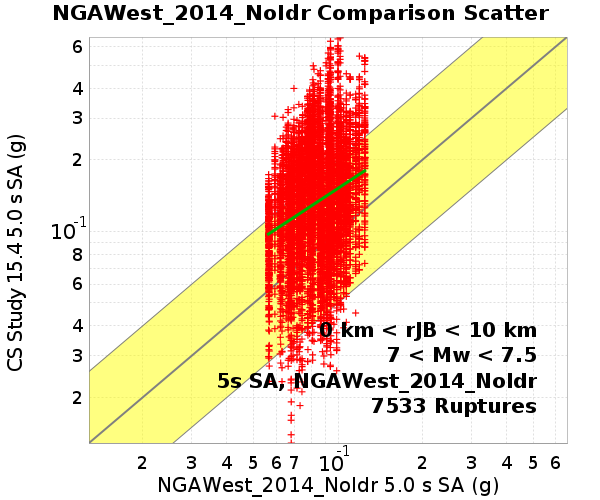 NGAWest_2014_NoIdr Comparison Scatter
CS Study 15.4 5.0 s SA (g)
6
4
3
2
10-1
8
6
4
3
2
0 km < rJB < 10 km
7 < Mw < 7.5
5s SA, NGAWest_2014_NoIdr
7533 Ruptures
2 3 4 5 6 7 10-1 2 3 4 5 6
NGAWest_2014_NoIdr 5.0 s SA (g)